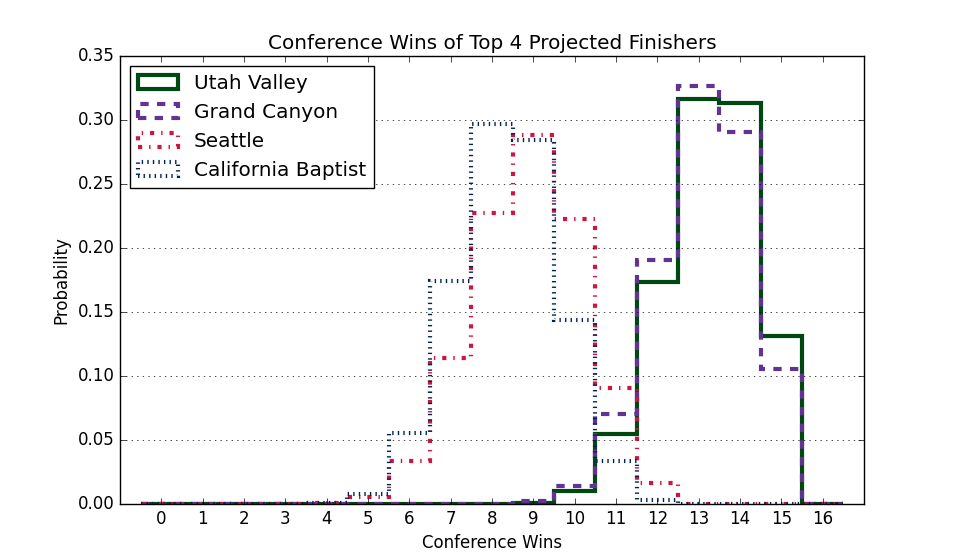 Conference Wins of Top 4 Projected Finishers
Utah Valley
Grand Canyon
Seattle
California Baptist
Probability
0.35
0.30
0.25
0.20
0.15
0.10
0.05
0.00
0 1 2 3 4 5 6 7 8 9 10 11 12 13 14 15 16
Conference Wins